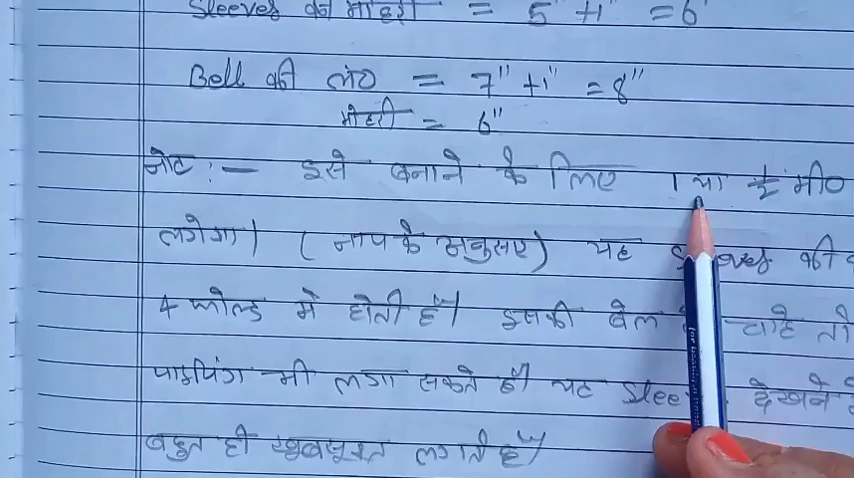 Sleeves की मोहरी = 5" +1" = 6"
Bell की लं० = 7" +1" = 8"
मोहरी = 6"
नोट :- इसे बनाने के लिए 1 या ½ मी०
लगेगा। (नाप के अनुसार) यह Sleeves की
4 फोल्ड में होती है। इसकी बेल चाहे तो
पाइपिंग भी लगा सकते हैं। यह Slee देखने
बहुत ही खूबसूरत लगती है।